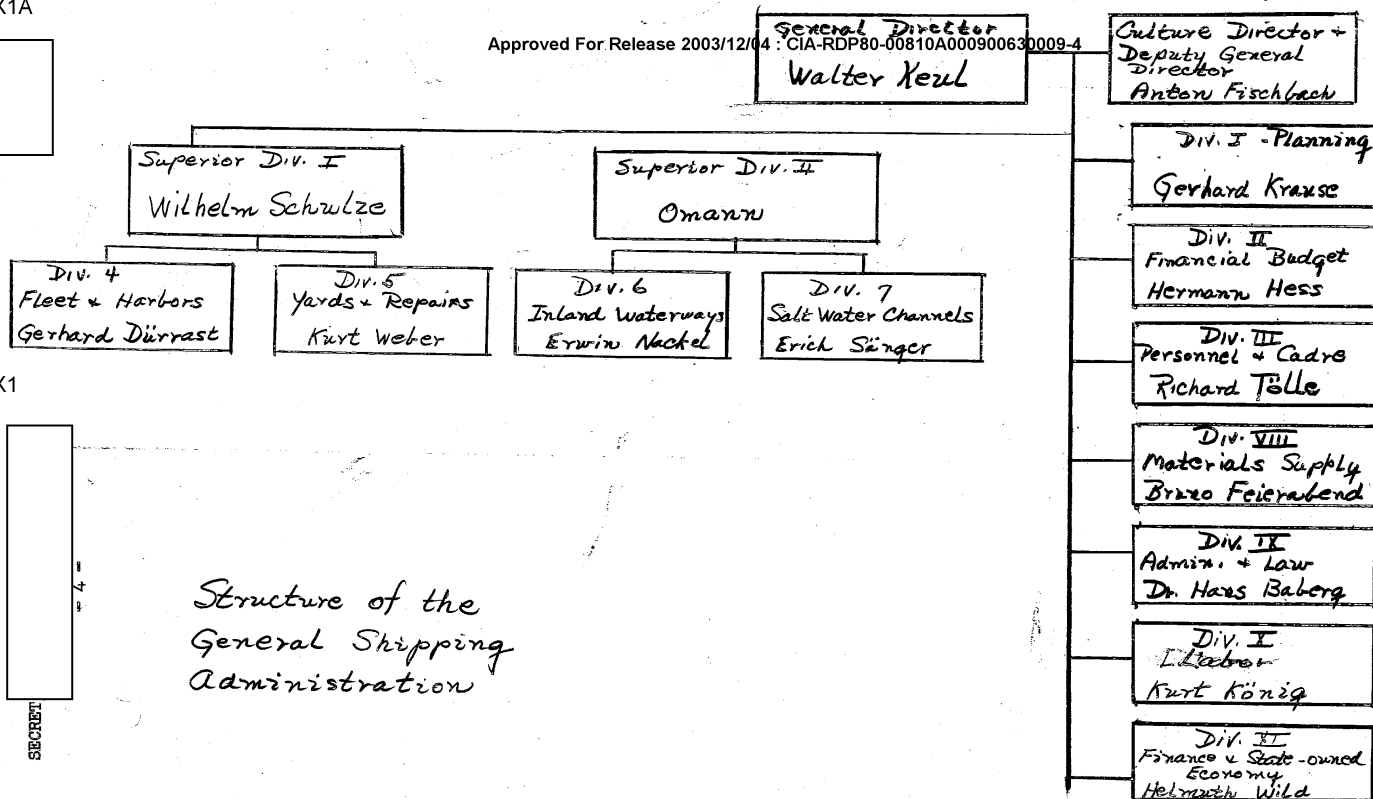 X1A
Approved For Release 2003/12/04 : CIA-RDP80-00810A000900630009-4
General Director
Walter Keul
Culture Director +
Deputy General
Director
Anton Fischbach
Superior Div. I
Wilhelm Schulze
Superior Div. II
Omann
Div. 4
Fleet + Harbors
Gerhard Dürrast
Div. 5
Yards + Repairs
Kurt Weber
Div. 6
Inland Waterways
Erwin Nackel
Div. 7
Salt Water Channels
Erich Sänger
Div. I - Planning
Gerhard Krause
Div. II
Financial Budget
Hermann Hess
Div. III
Personnel + Cadre
Richard Tölle
Div. VIII
Materials Supply
Bruno Feierabend
Div. IX
Admin. + Law
Dr. Hans Baberg
Div. X
Labor
Kurt König
Div. XI
Finance + State-owned
Economy
Helmuth Wild
X1
- 4 -
SECRET
Structure of the
General Shipping
Administration